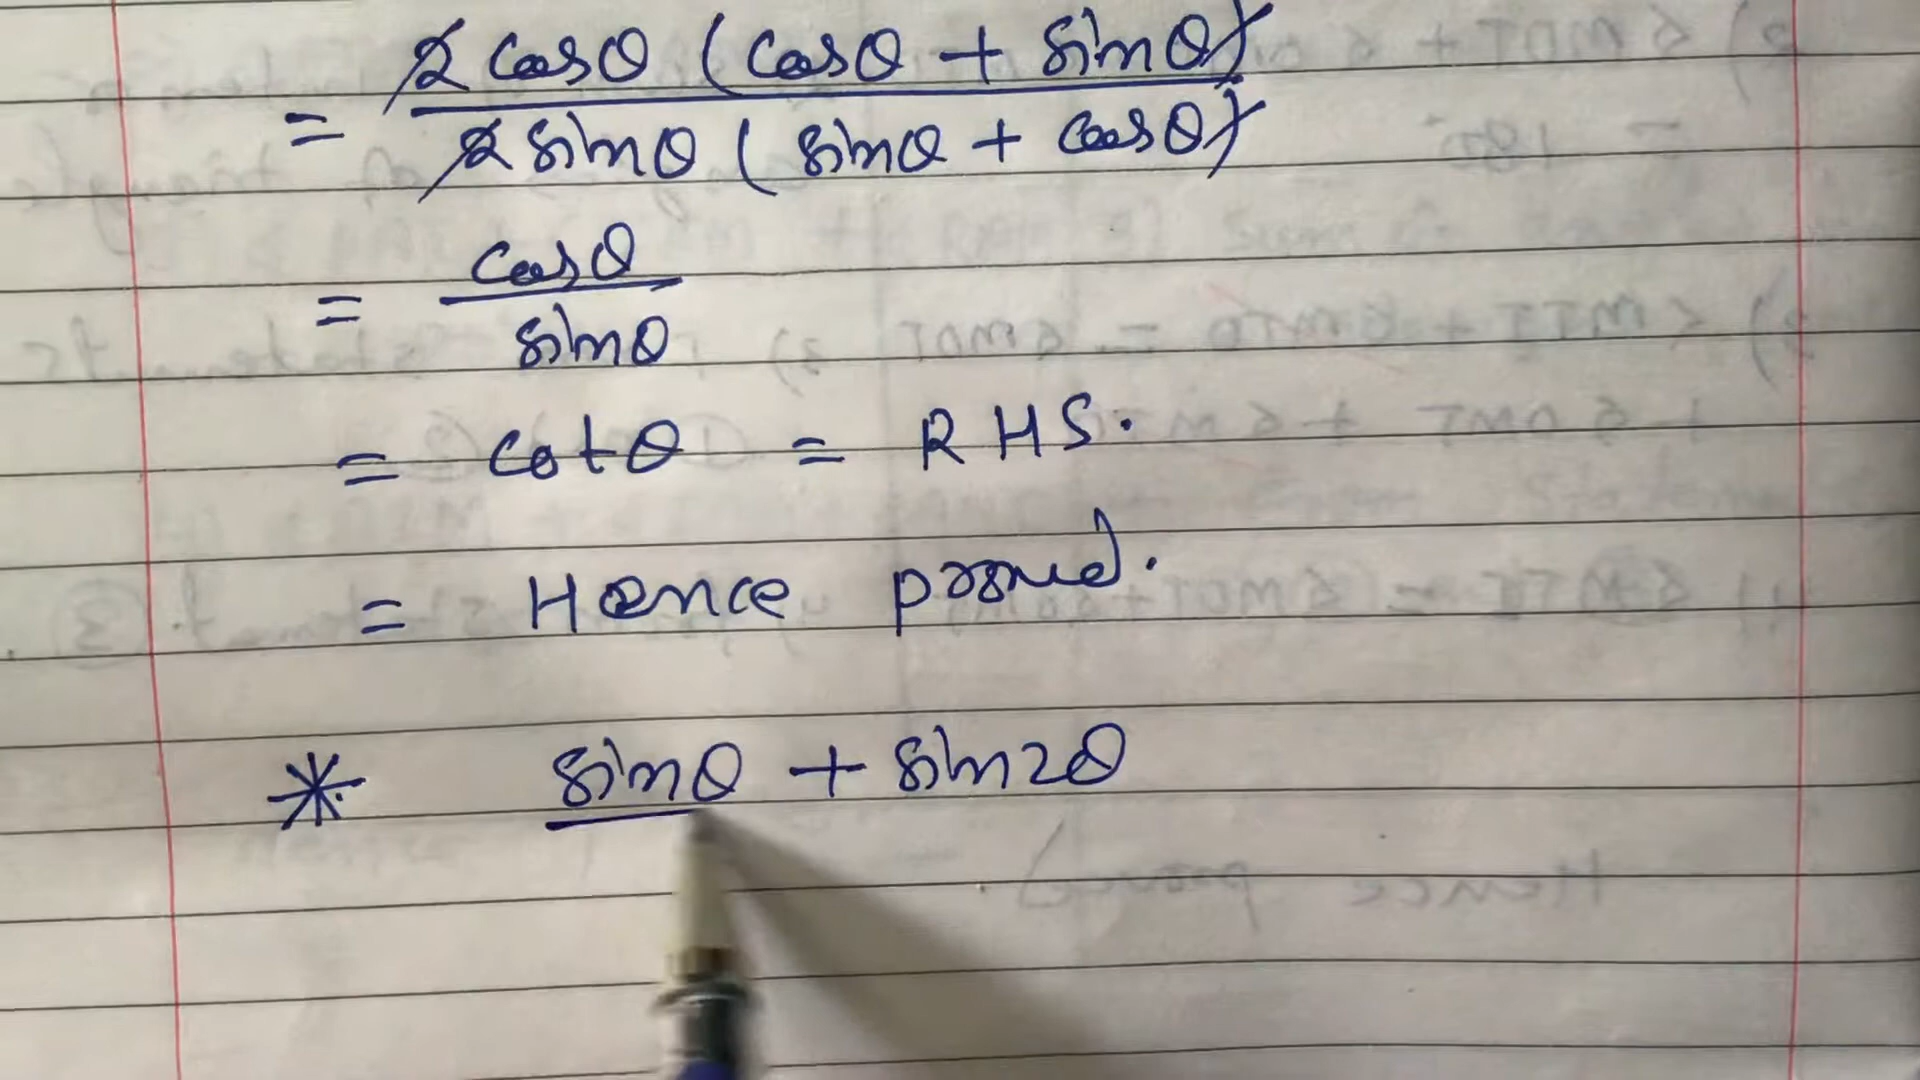 = 2 cosθ (cosθ + sinθ) / 2 sinθ (sinθ + cosθ)
= cosθ / sinθ
= cotθ = RHS.
= Hence proved.
* sinθ + sin2θ